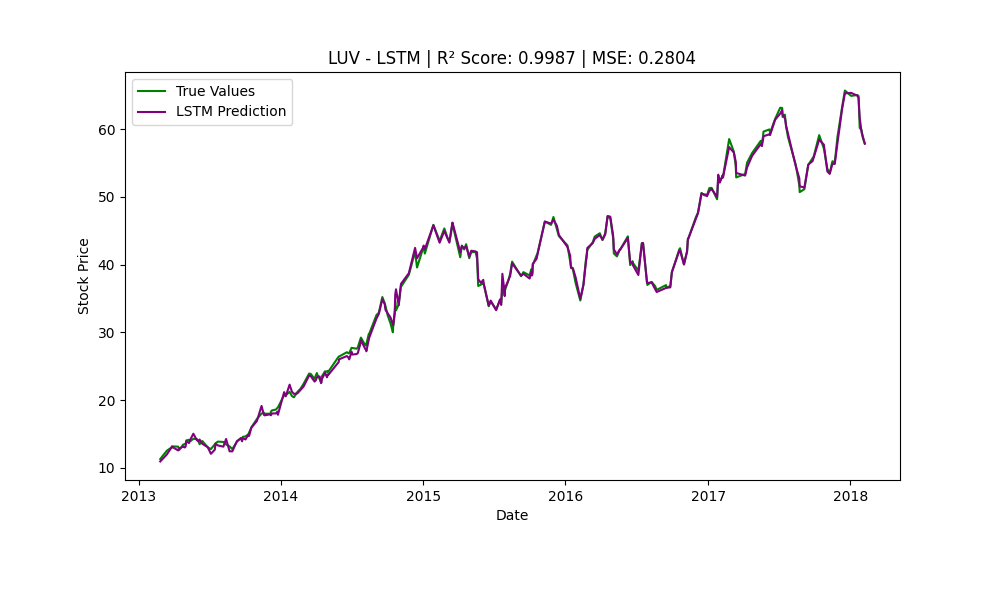 LUV - LSTM | R² Score: 0.9987 | MSE: 0.2804
True Values
LSTM Prediction
Stock Price
60
50
40
30
20
10
2013 2014 2015 2016 2017 2018
Date